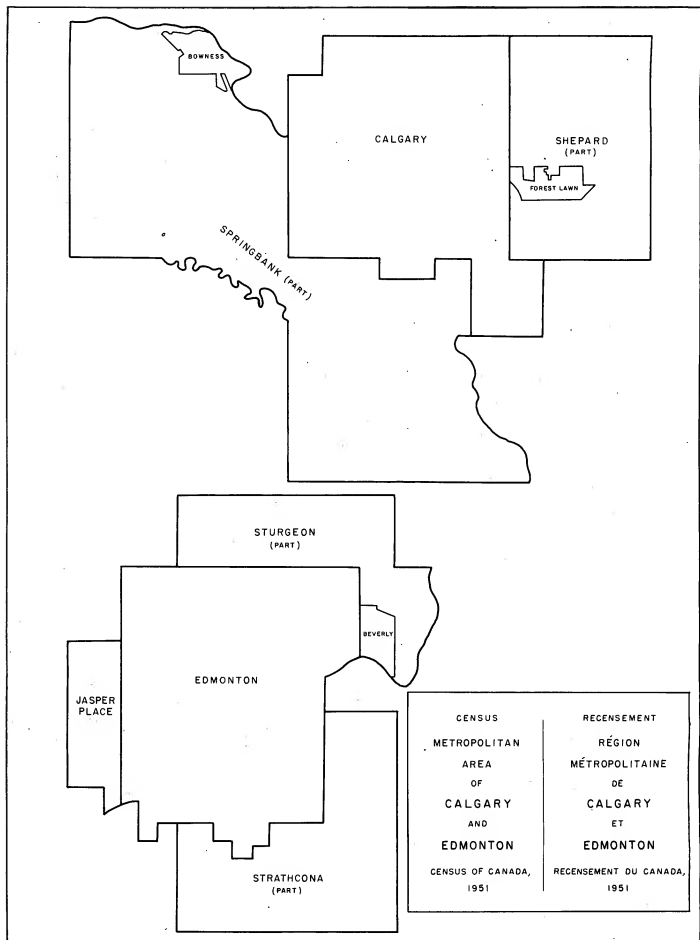 BOWNESS
CALGARY
SHEPARD
(PART)
FOREST LAWN
SPRINGBANK (PART)
STURGEON
(PART)
BEVERLY
EDMONTON
JASPER
PLACE
STRATHCONA
(PART)
CENSUS
METROPOLITAN
AREA
OF
CALGARY
AND
EDMONTON
CENSUS OF CANADA,
1951
RECENSEMENT
RÉGION
MÉTROPOLITAINE
DE
CALGARY
ET
EDMONTON
RECENSEMENT DU CANADA,
1951